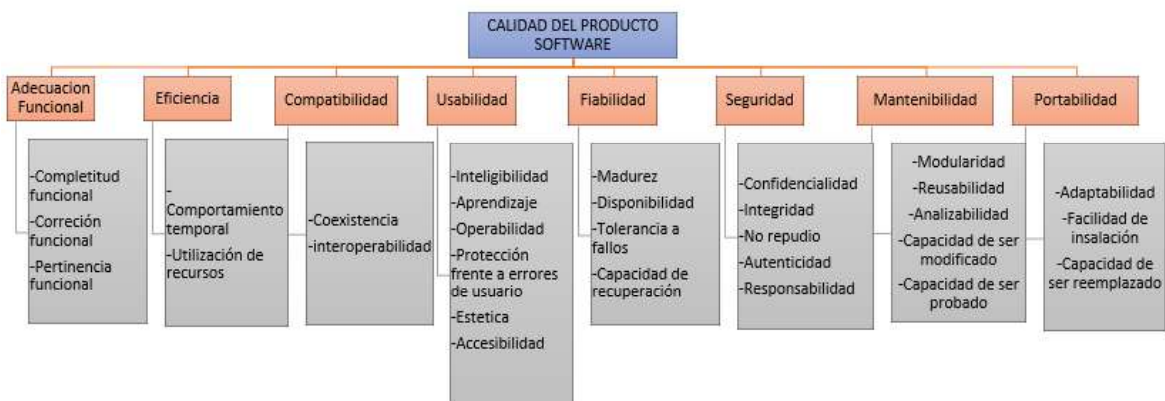 CALIDAD DEL PRODUCTO
SOFTWARE
Adecuacion
Funcional
-Completitud
funcional
-Correción
funcional
-Pertinencia
funcional
Eficiencia
-
Comportamiento
temporal
-Utilización de
recursos
Compatibilidad
-Coexistencia
-interoperabilidad
Usabilidad
-Inteligibilidad
-Aprendizaje
-Operabilidad
-Protección
frente a errores
de usuario
-Estetica
-Accesibilidad
Fiabilidad
-Madurez
-Disponibilidad
-Tolerancia a
fallos
-Capacidad de
recuperación
Seguridad
-Confidencialidad
-Integridad
-No repudio
-Autenticidad
-Responsabilidad
Mantenibilidad
-Modularidad
-Reusabilidad
-Analizabilidad
-Capacidad de ser
modificado
-Capacidad de ser
probado
Portabilidad
-Adaptabilidad
-Facilidad de
insalación
-Capacidad de
ser reemplazado